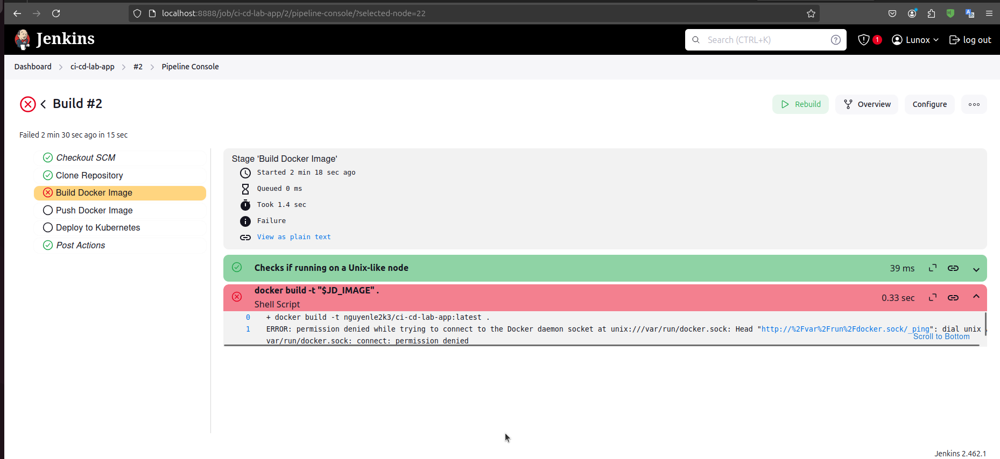 localhost:8888/job/ci-cd-lab-app/2/pipeline-console/?selected-node=22
Jenkins
Search (CTRL+K)
1
Lunox
log out
Dashboard
ci-cd-lab-app
#2
Pipeline Console
Build #2
Rebuild
Overview
Configure
Failed 2 min 30 sec ago in 15 sec
Checkout SCM
Clone Repository
Build Docker Image
Push Docker Image
Deploy to Kubernetes
Post Actions
Stage 'Build Docker Image'
Started 2 min 18 sec ago
Queued 0 ms
Took 1.4 sec
Failure
View as plain text
Checks if running on a Unix-like node
39 ms
docker build -t "$JD_IMAGE" .
Shell Script
0.33 sec
0 + docker build -t nguyenle2k3/ci-cd-lab-app:latest .
1 ERROR: permission denied while trying to connect to the Docker daemon socket at unix:///var/run/docker.sock: Head "http://%2Fvar%2Frun%2Fdocker.sock/_ping": dial unix
var/run/docker.sock: connect: permission denied
Scroll to Bottom
Jenkins 2.462.1